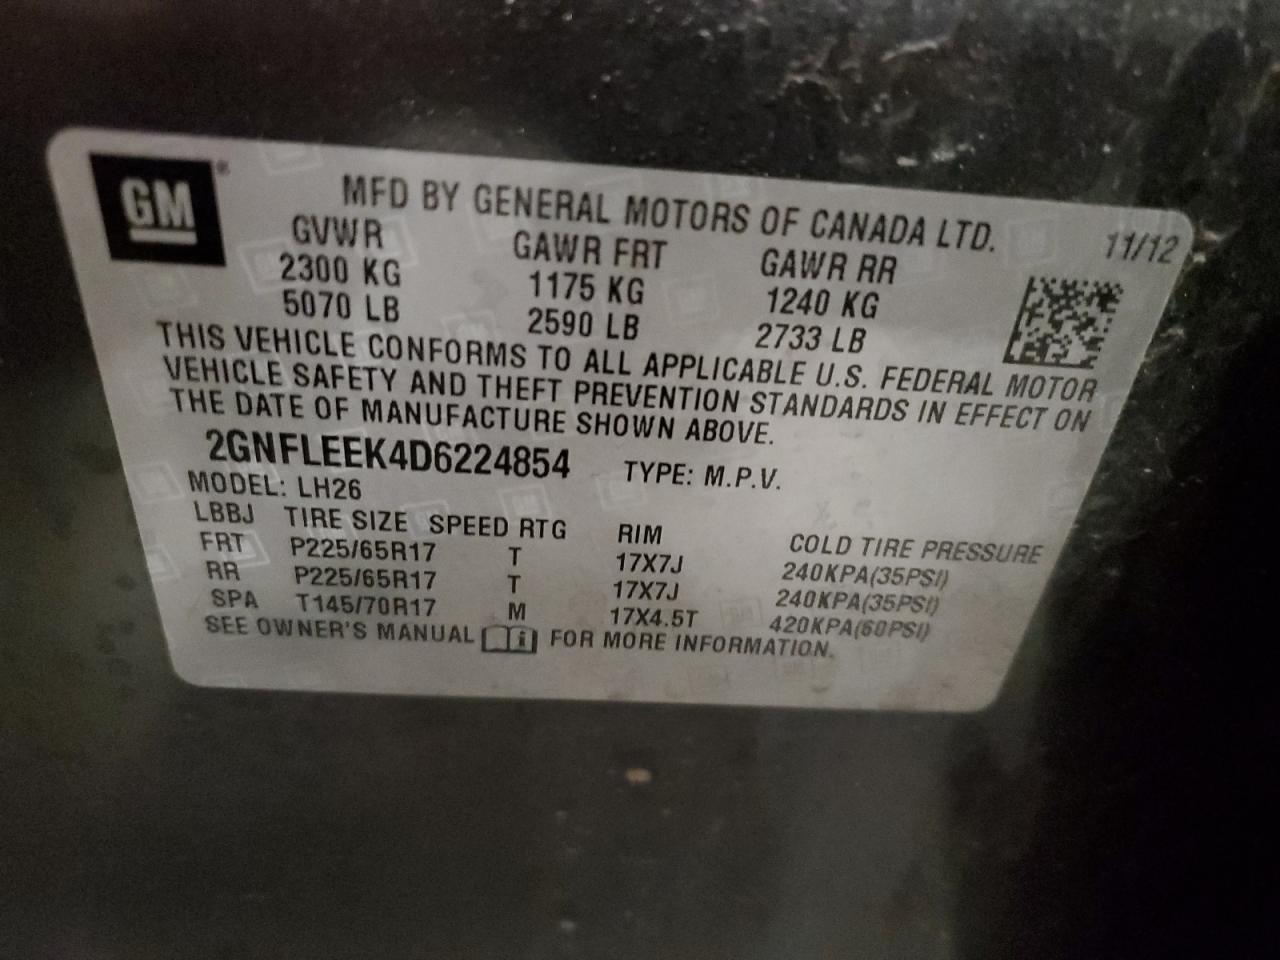 GM®
MFD BY GENERAL MOTORS OF CANADA LTD.
11/12
GVWR GAWR FRT GAWR RR
2300 KG 1175 KG 1240 KG
5070 LB 2590 LB 2733 LB
THIS VEHICLE CONFORMS TO ALL APPLICABLE U.S. FEDERAL MOTOR
VEHICLE SAFETY AND THEFT PREVENTION STANDARDS IN EFFECT ON
THE DATE OF MANUFACTURE SHOWN ABOVE.
2GNFLEEK4D6224854 TYPE: M.P.V.
MODEL: LH26
LBBJ TIRE SIZE SPEED RTG RIM COLD TIRE PRESSURE
FRT P225/65R17 T 17X7J 240KPA(35PSI)
RR P225/65R17 T 17X7J 240KPA(35PSI)
SPA T145/70R17 M 17X4.5T 420KPA(60PSI)
SEE OWNER'S MANUAL i FOR MORE INFORMATION.